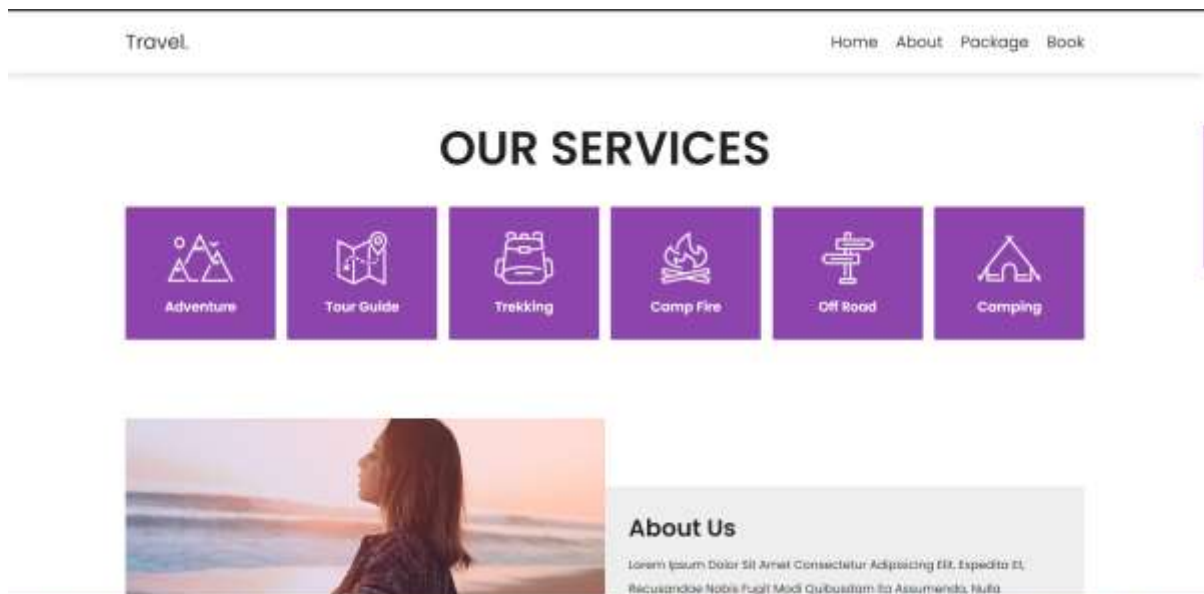 Travel.
Home About Package Book
OUR SERVICES
Adventure Tour Guide Trekking Camp Fire Off Road Camping
About Us
Lorem Ipsum Dolor Sit Amet Consectetur Adipisicing Elit. Expedita Et,
Recusandae Nobis Fugit Modi Quibusdam Ita Assumenda, Nulla